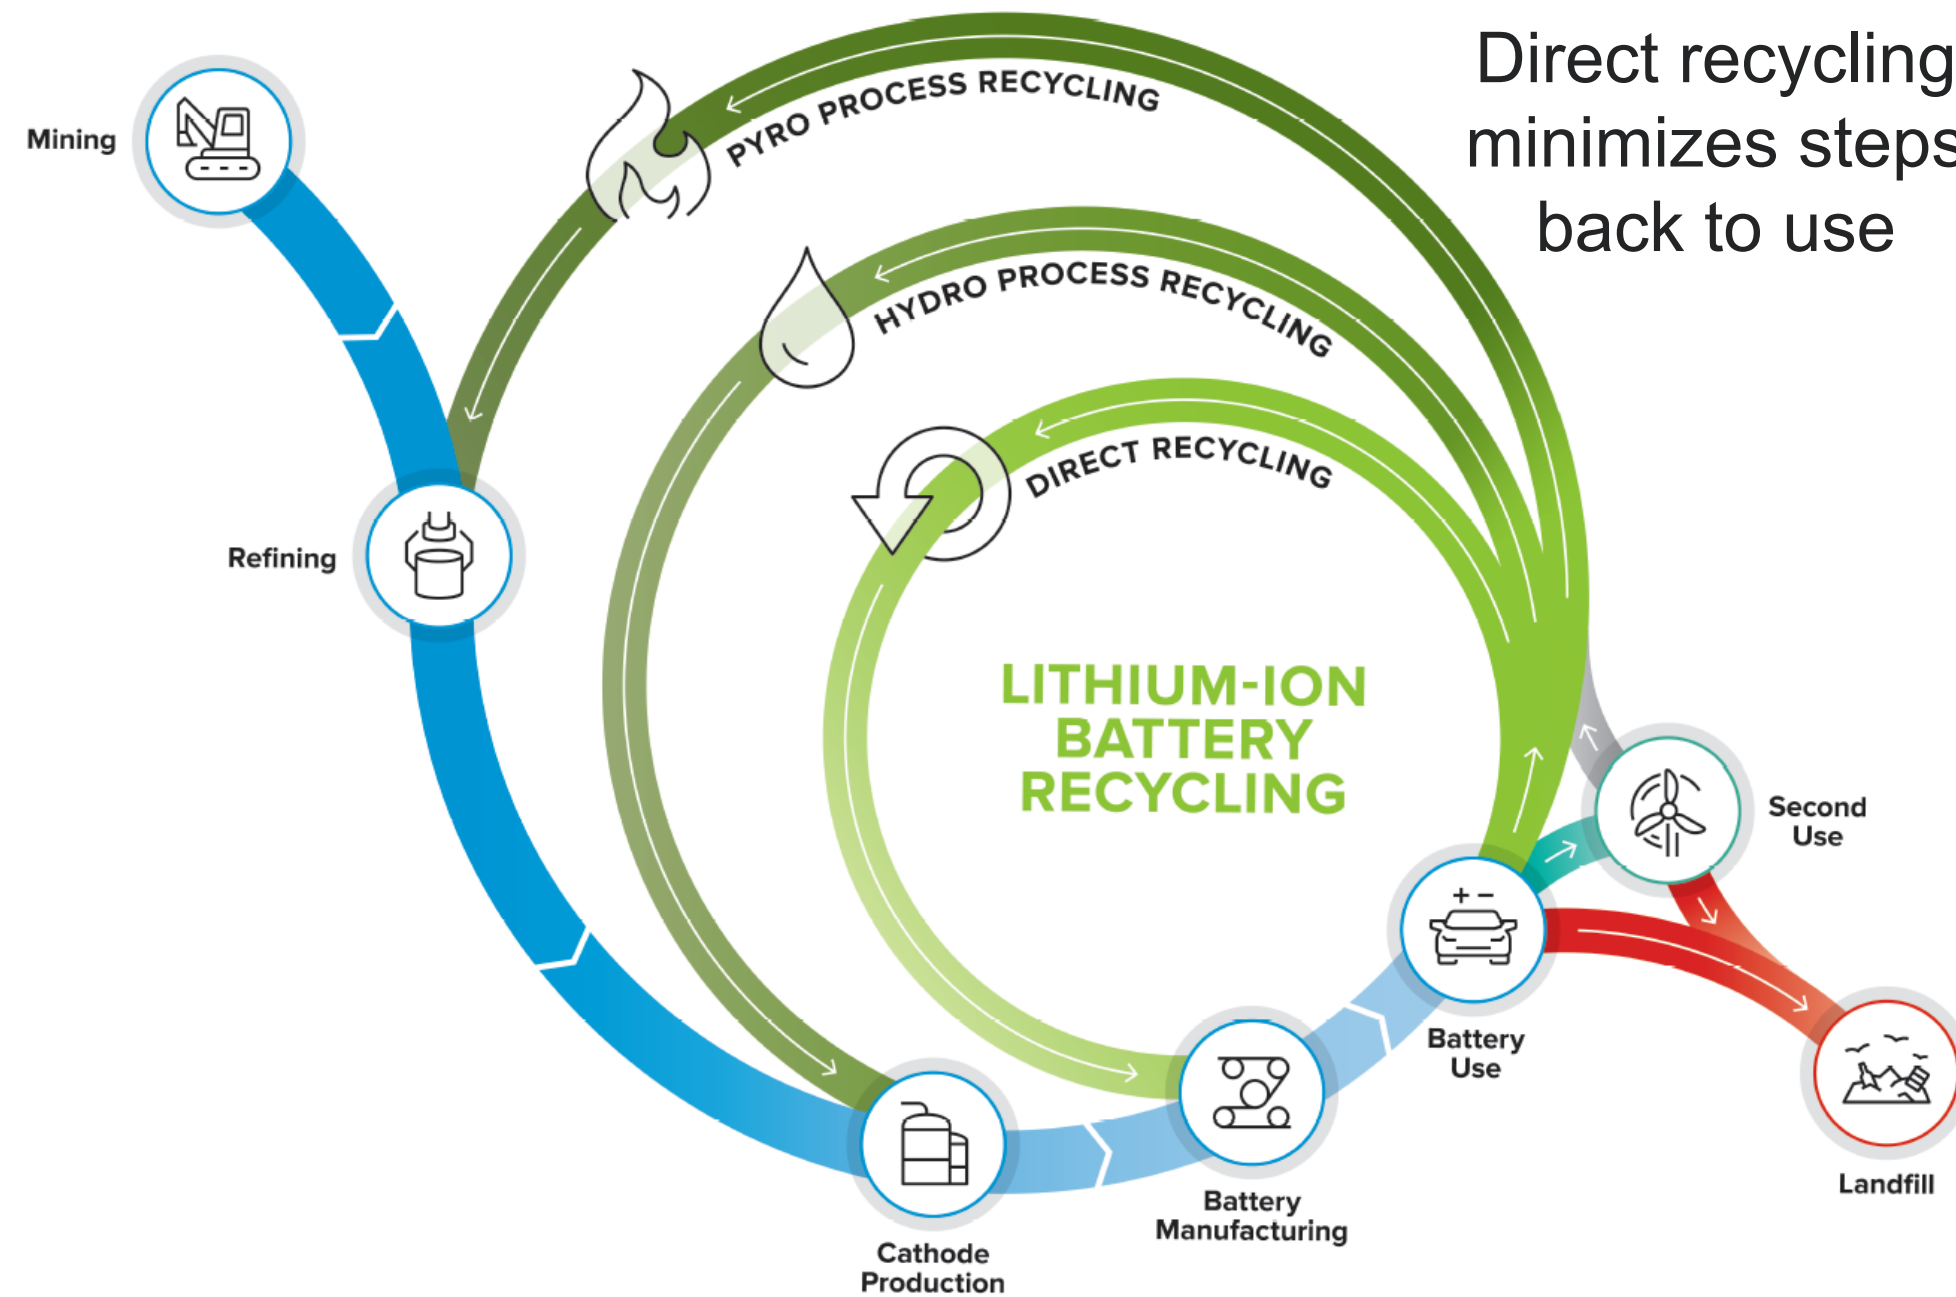 Direct recycling
minimizes steps
back to use
Mining
PYRO PROCESS RECYCLING
HYDRO PROCESS RECYCLING
DIRECT RECYCLING
Refining
LITHIUM-ION
BATTERY
RECYCLING
Second
Use
+ −
Battery
Use
Landfill
Battery
Manufacturing
Cathode
Production